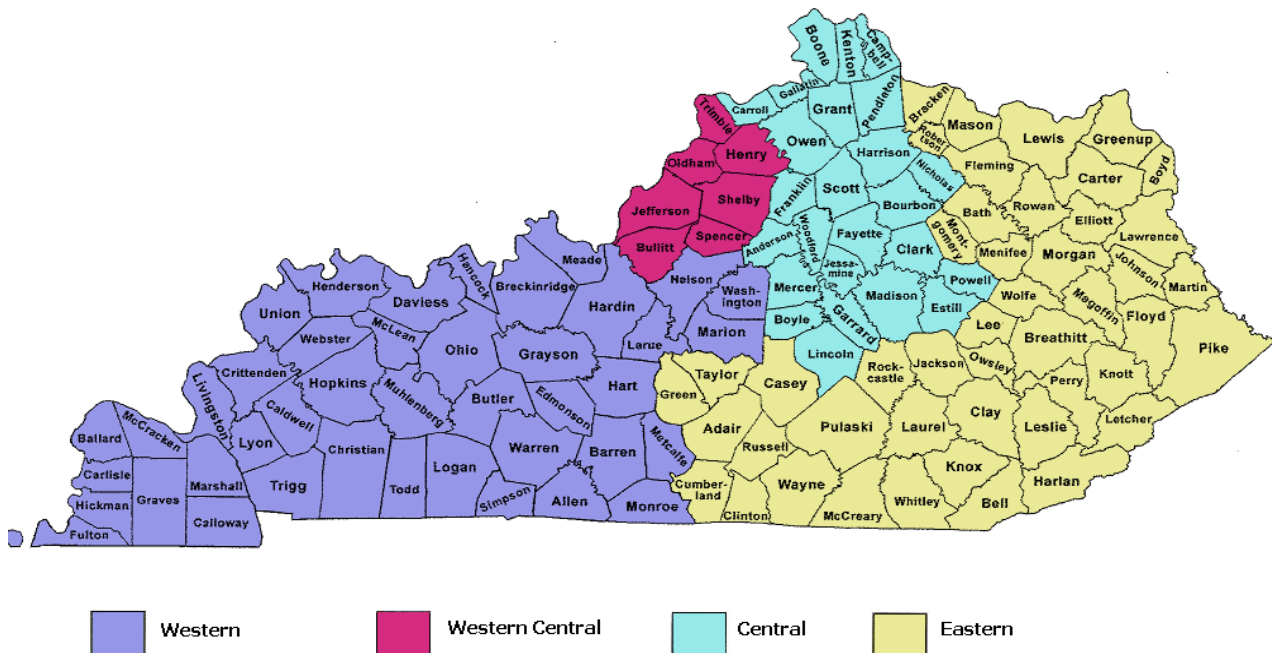 Boone
Kenton
Camp-
bell
Gallatin
Carroll
Grant
Pendleton
Bracken
Trimble
Mason
Rober
tson
Lewis
Greenup
Owen
Henry
Oldham
Harrison
Fleming
Boyd
Nicholas
Carter
Franklin
Scott
Shelby
Bourbon
Bath
Rowan
Jefferson
Elliott
Mont-
gomery
Woodford
Fayette
Spencer
Anderson
Clark
Lawrence
Bullitt
Menifee
Morgan
Jessa-
mine
Johnson
Meade
Hancock
Nelson
Powell
Martin
Henderson
Breckinridge
Wash-
ington
Mercer
Madison
Wolfe
Magoffin
Daviess
Hardin
Estill
Union
Floyd
Boyle
Garrard
Lee
McLean
Marion
Breathitt
Webster
Larue
Ohio
Pike
Grayson
Lincoln
Owsley
Rock-
castle
Jackson
Crittenden
Taylor
Knott
Perry
Hopkins
Hart
Casey
Livingston
Muhlenberg
Green
Butler
Edmonson
Clay
Caldwell
Letcher
McCracken
Adair
Pulaski
Laurel
Leslie
Ballard
Lyon
Russell
Warren
Christian
Barren
Metcalfe
Logan
Knox
Carlisle
Todd
Harlan
Trigg
Marshall
Cumber-
land
Wayne
Graves
Simpson
Allen
Monroe
Whitley
Bell
Hickman
Clinton
McCreary
Calloway
Fulton
Western
Western Central
Central
Eastern